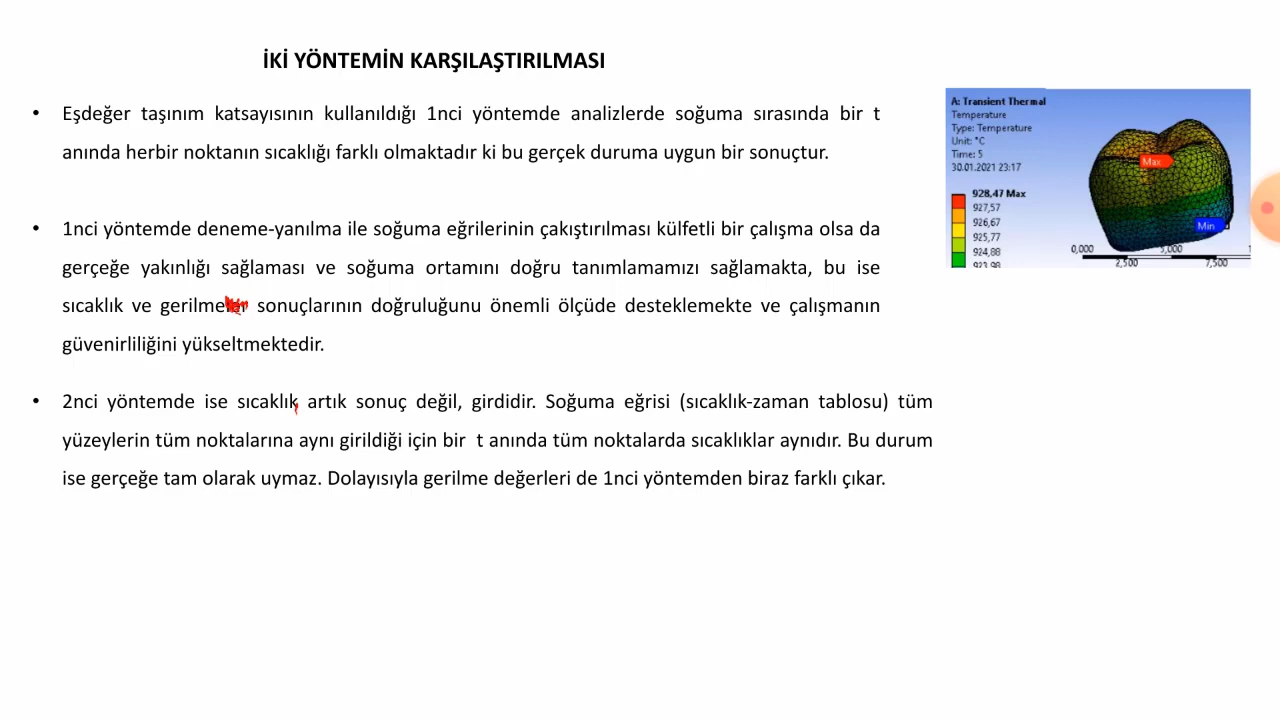 İKİ YÖNTEMİN KARŞILAŞTIRILMASI
• Eşdeğer taşınım katsayısının kullanıldığı 1nci yöntemde analizlerde soğuma sırasında bir t
anında herbir noktanın sıcaklığı farklı olmaktadır ki bu gerçek duruma uygun bir sonuçtur.
• 1nci yöntemde deneme-yanılma ile soğuma eğrilerinin çakıştırılması külfetli bir çalışma olsa da
gerçeğe yakınlığı sağlaması ve soğuma ortamını doğru tanımlamamızı sağlamakta, bu ise
sıcaklık ve gerilmeler sonuçlarının doğruluğunu önemli ölçüde desteklemekte ve çalışmanın
güvenirliliğini yükseltmektedir.
• 2nci yöntemde ise sıcaklık artık sonuç değil, girdidir. Soğuma eğrisi (sıcaklık-zaman tablosu) tüm
yüzeylerin tüm noktalarına aynı girildiği için bir t anında tüm noktalarda sıcaklıklar aynıdır. Bu durum
ise gerçeğe tam olarak uymaz. Dolayısıyla gerilme değerleri de 1nci yöntemden biraz farklı çıkar.
A: Transient Thermal
Temperature
Type: Temperature
Unit: °C
Time: 5
30.01.2021 23:17
928,47 Max
927,57
926,67
925,77
924,88
923,98
Max
Min
0,000 5,000
2,500 7,500